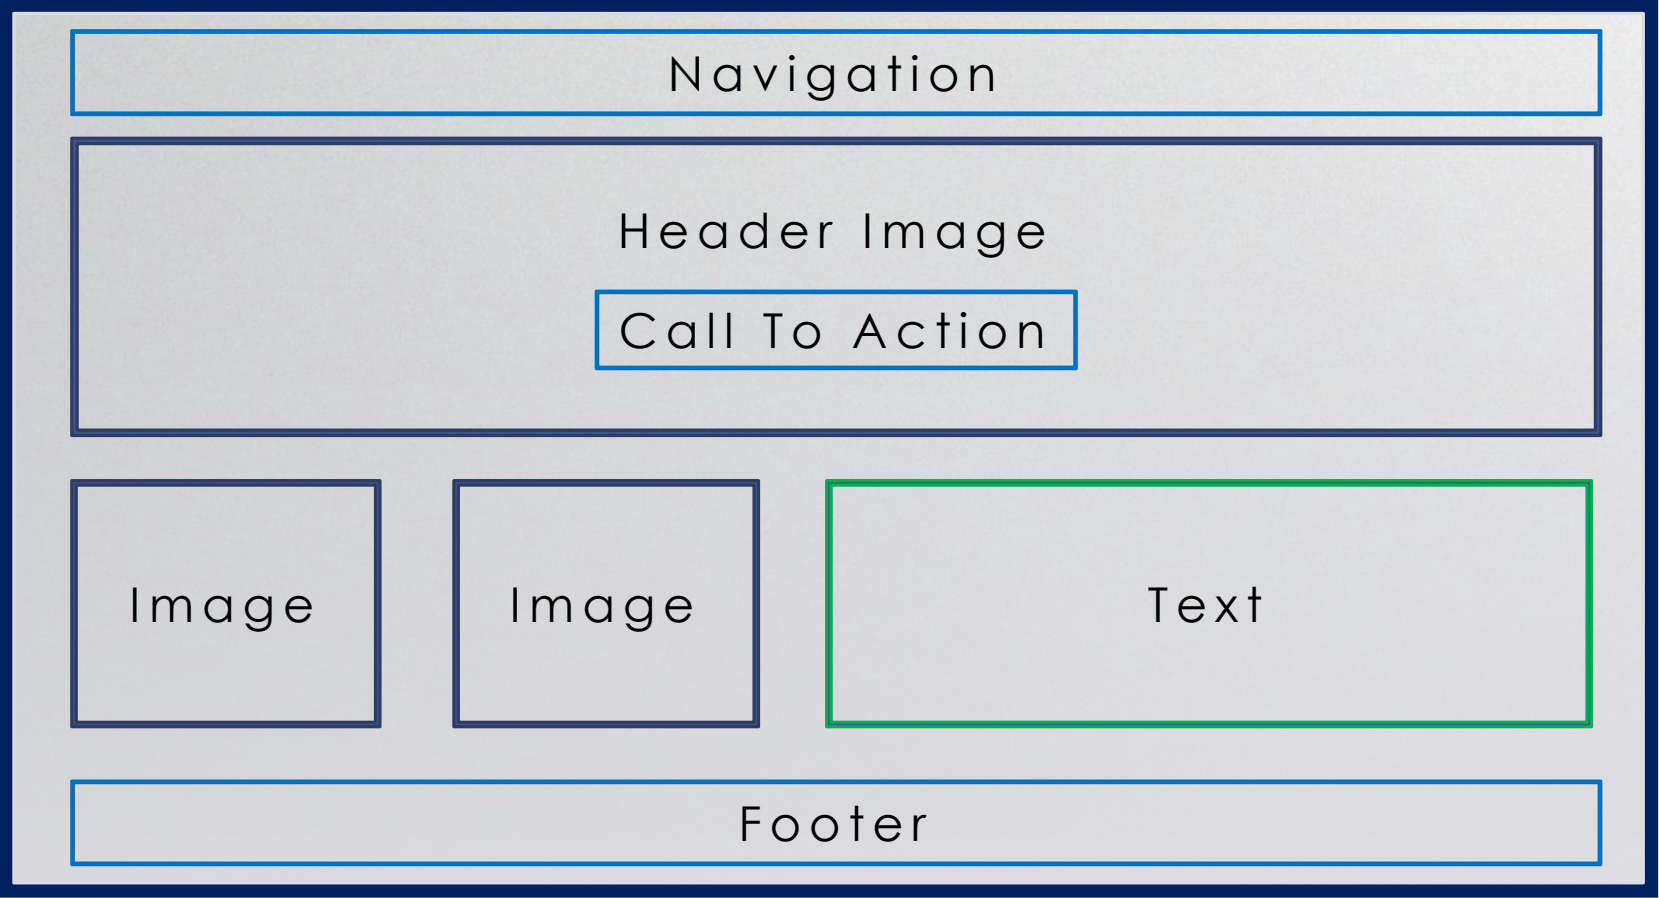 Navigation
Header Image
Call To Action
Image
Image
Text
Footer